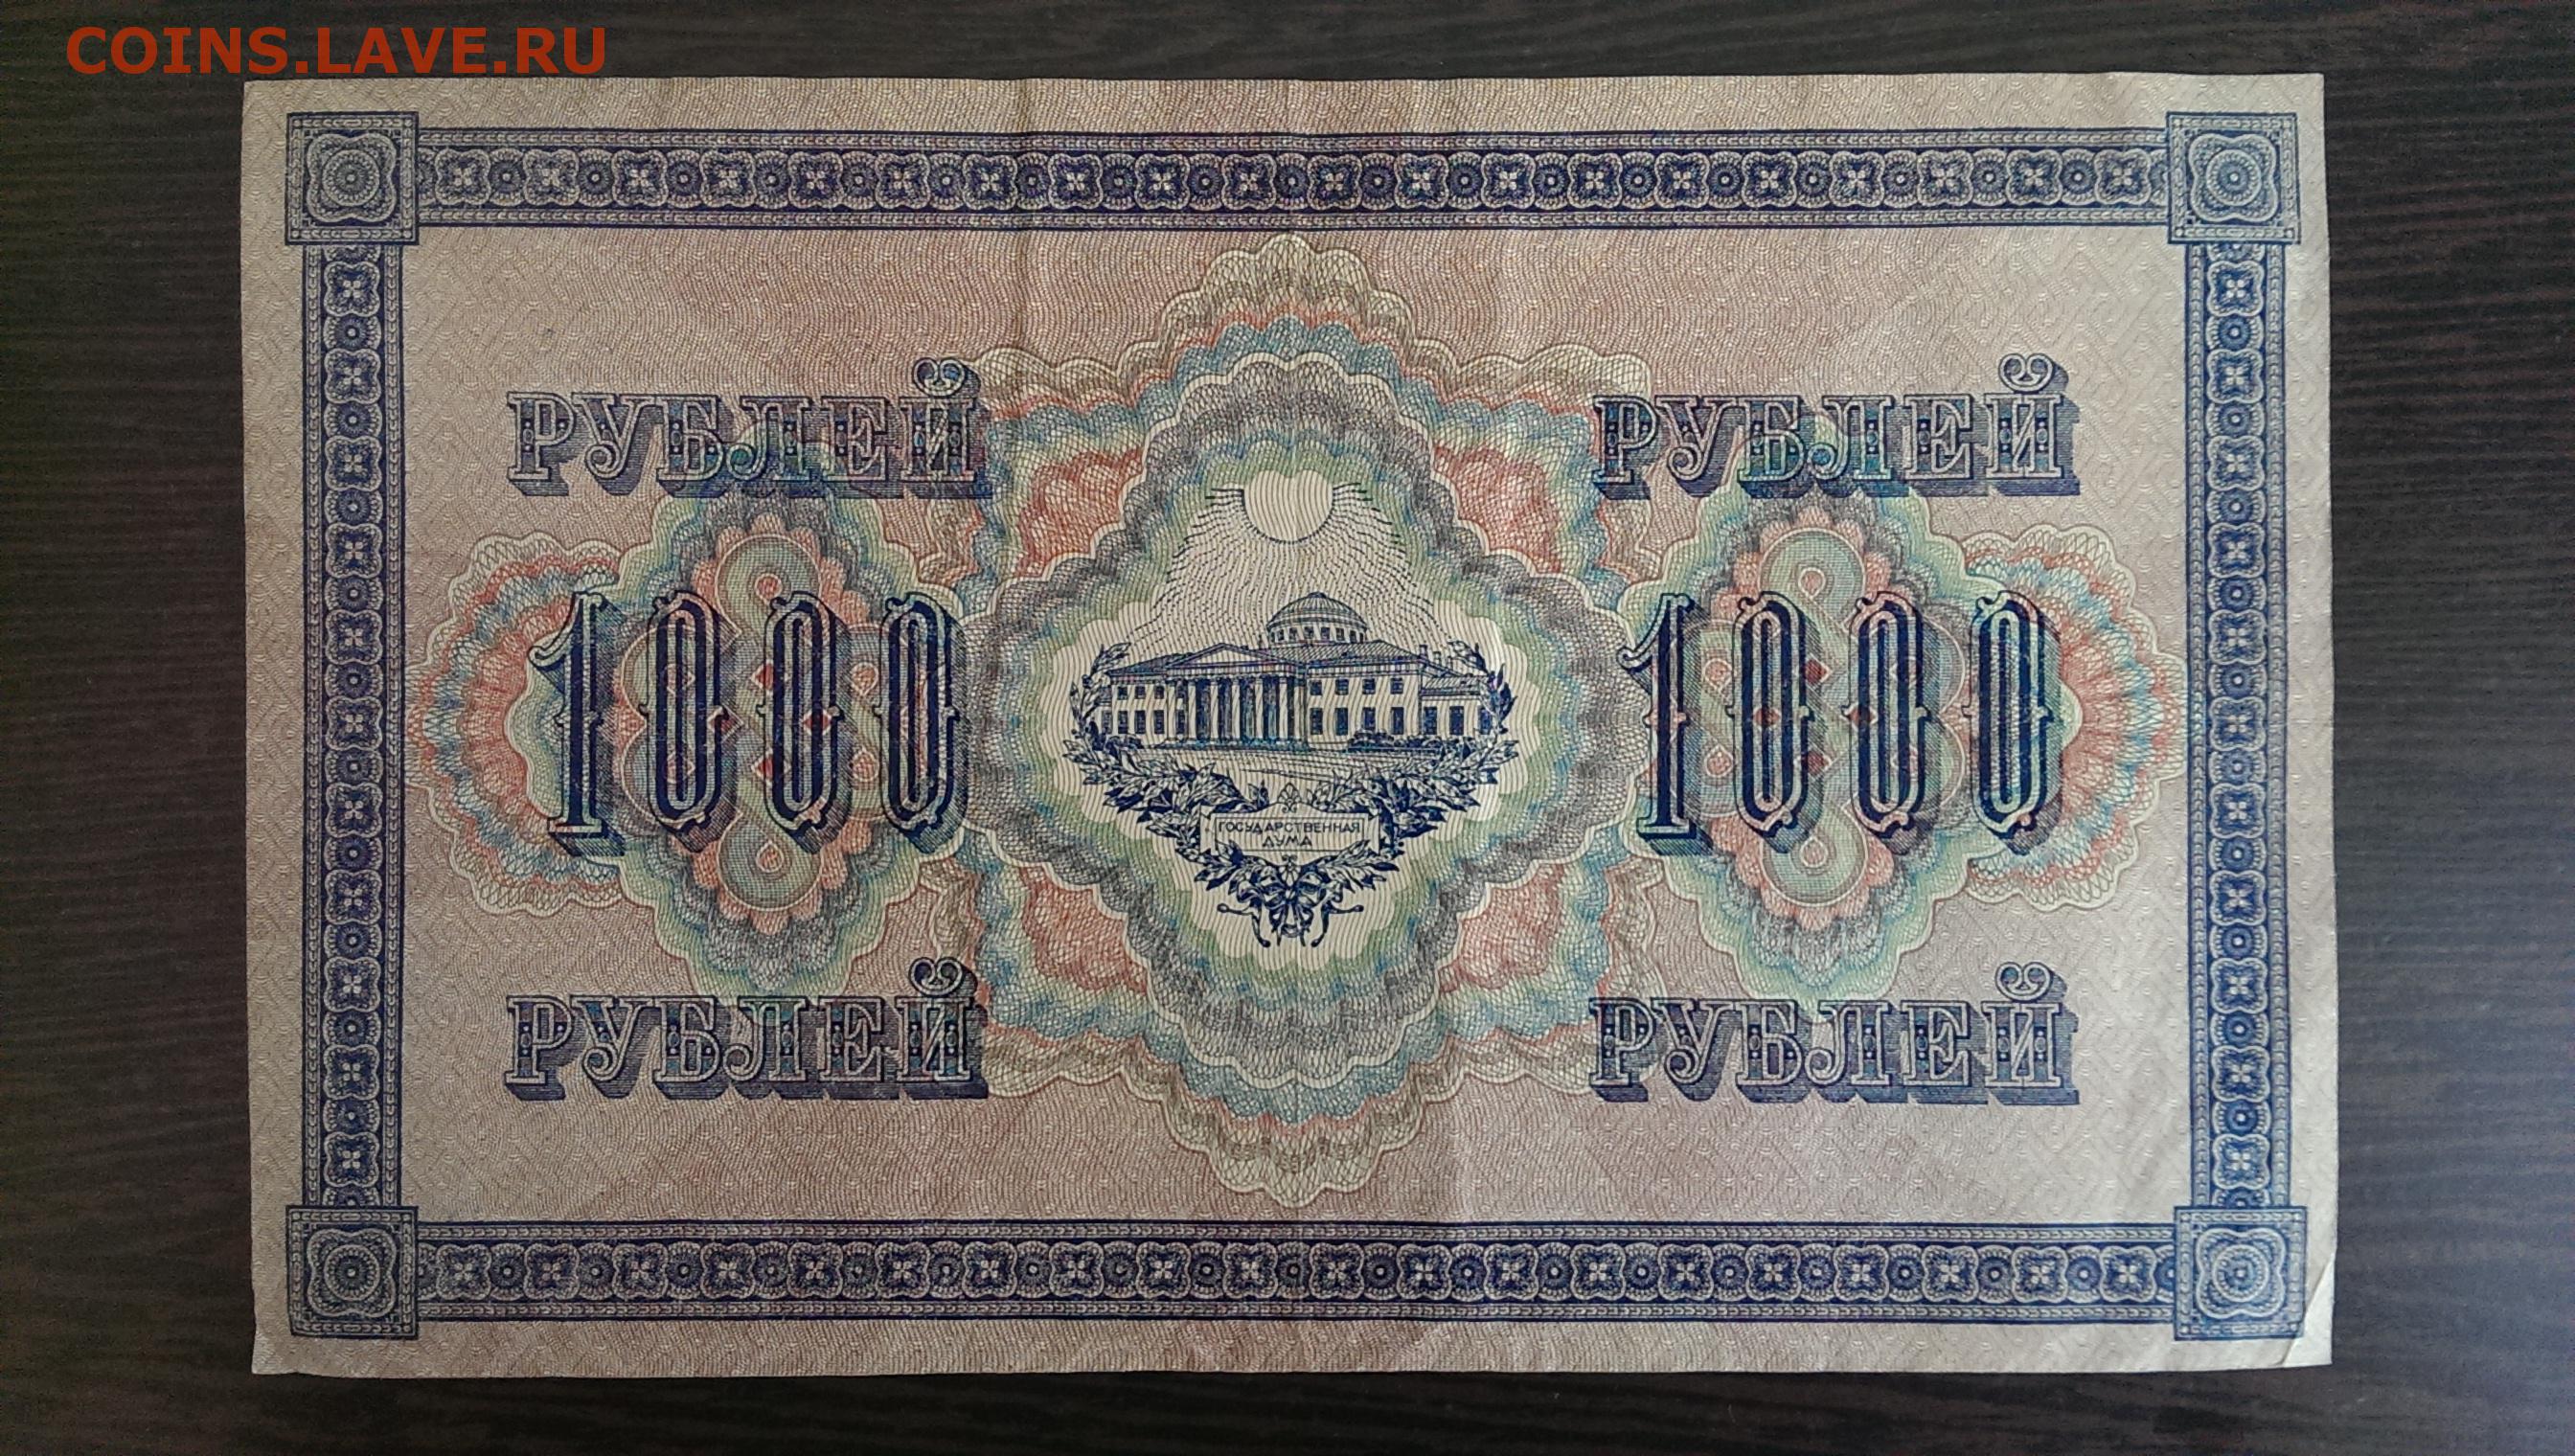 COINS.LAVE.RU
РУБЛЕЙ РУБЛЕЙ
1000 1000
ГОСУДАРСТВЕННАЯ
ДУМА
РУБЛЕЙ РУБЛЕЙ